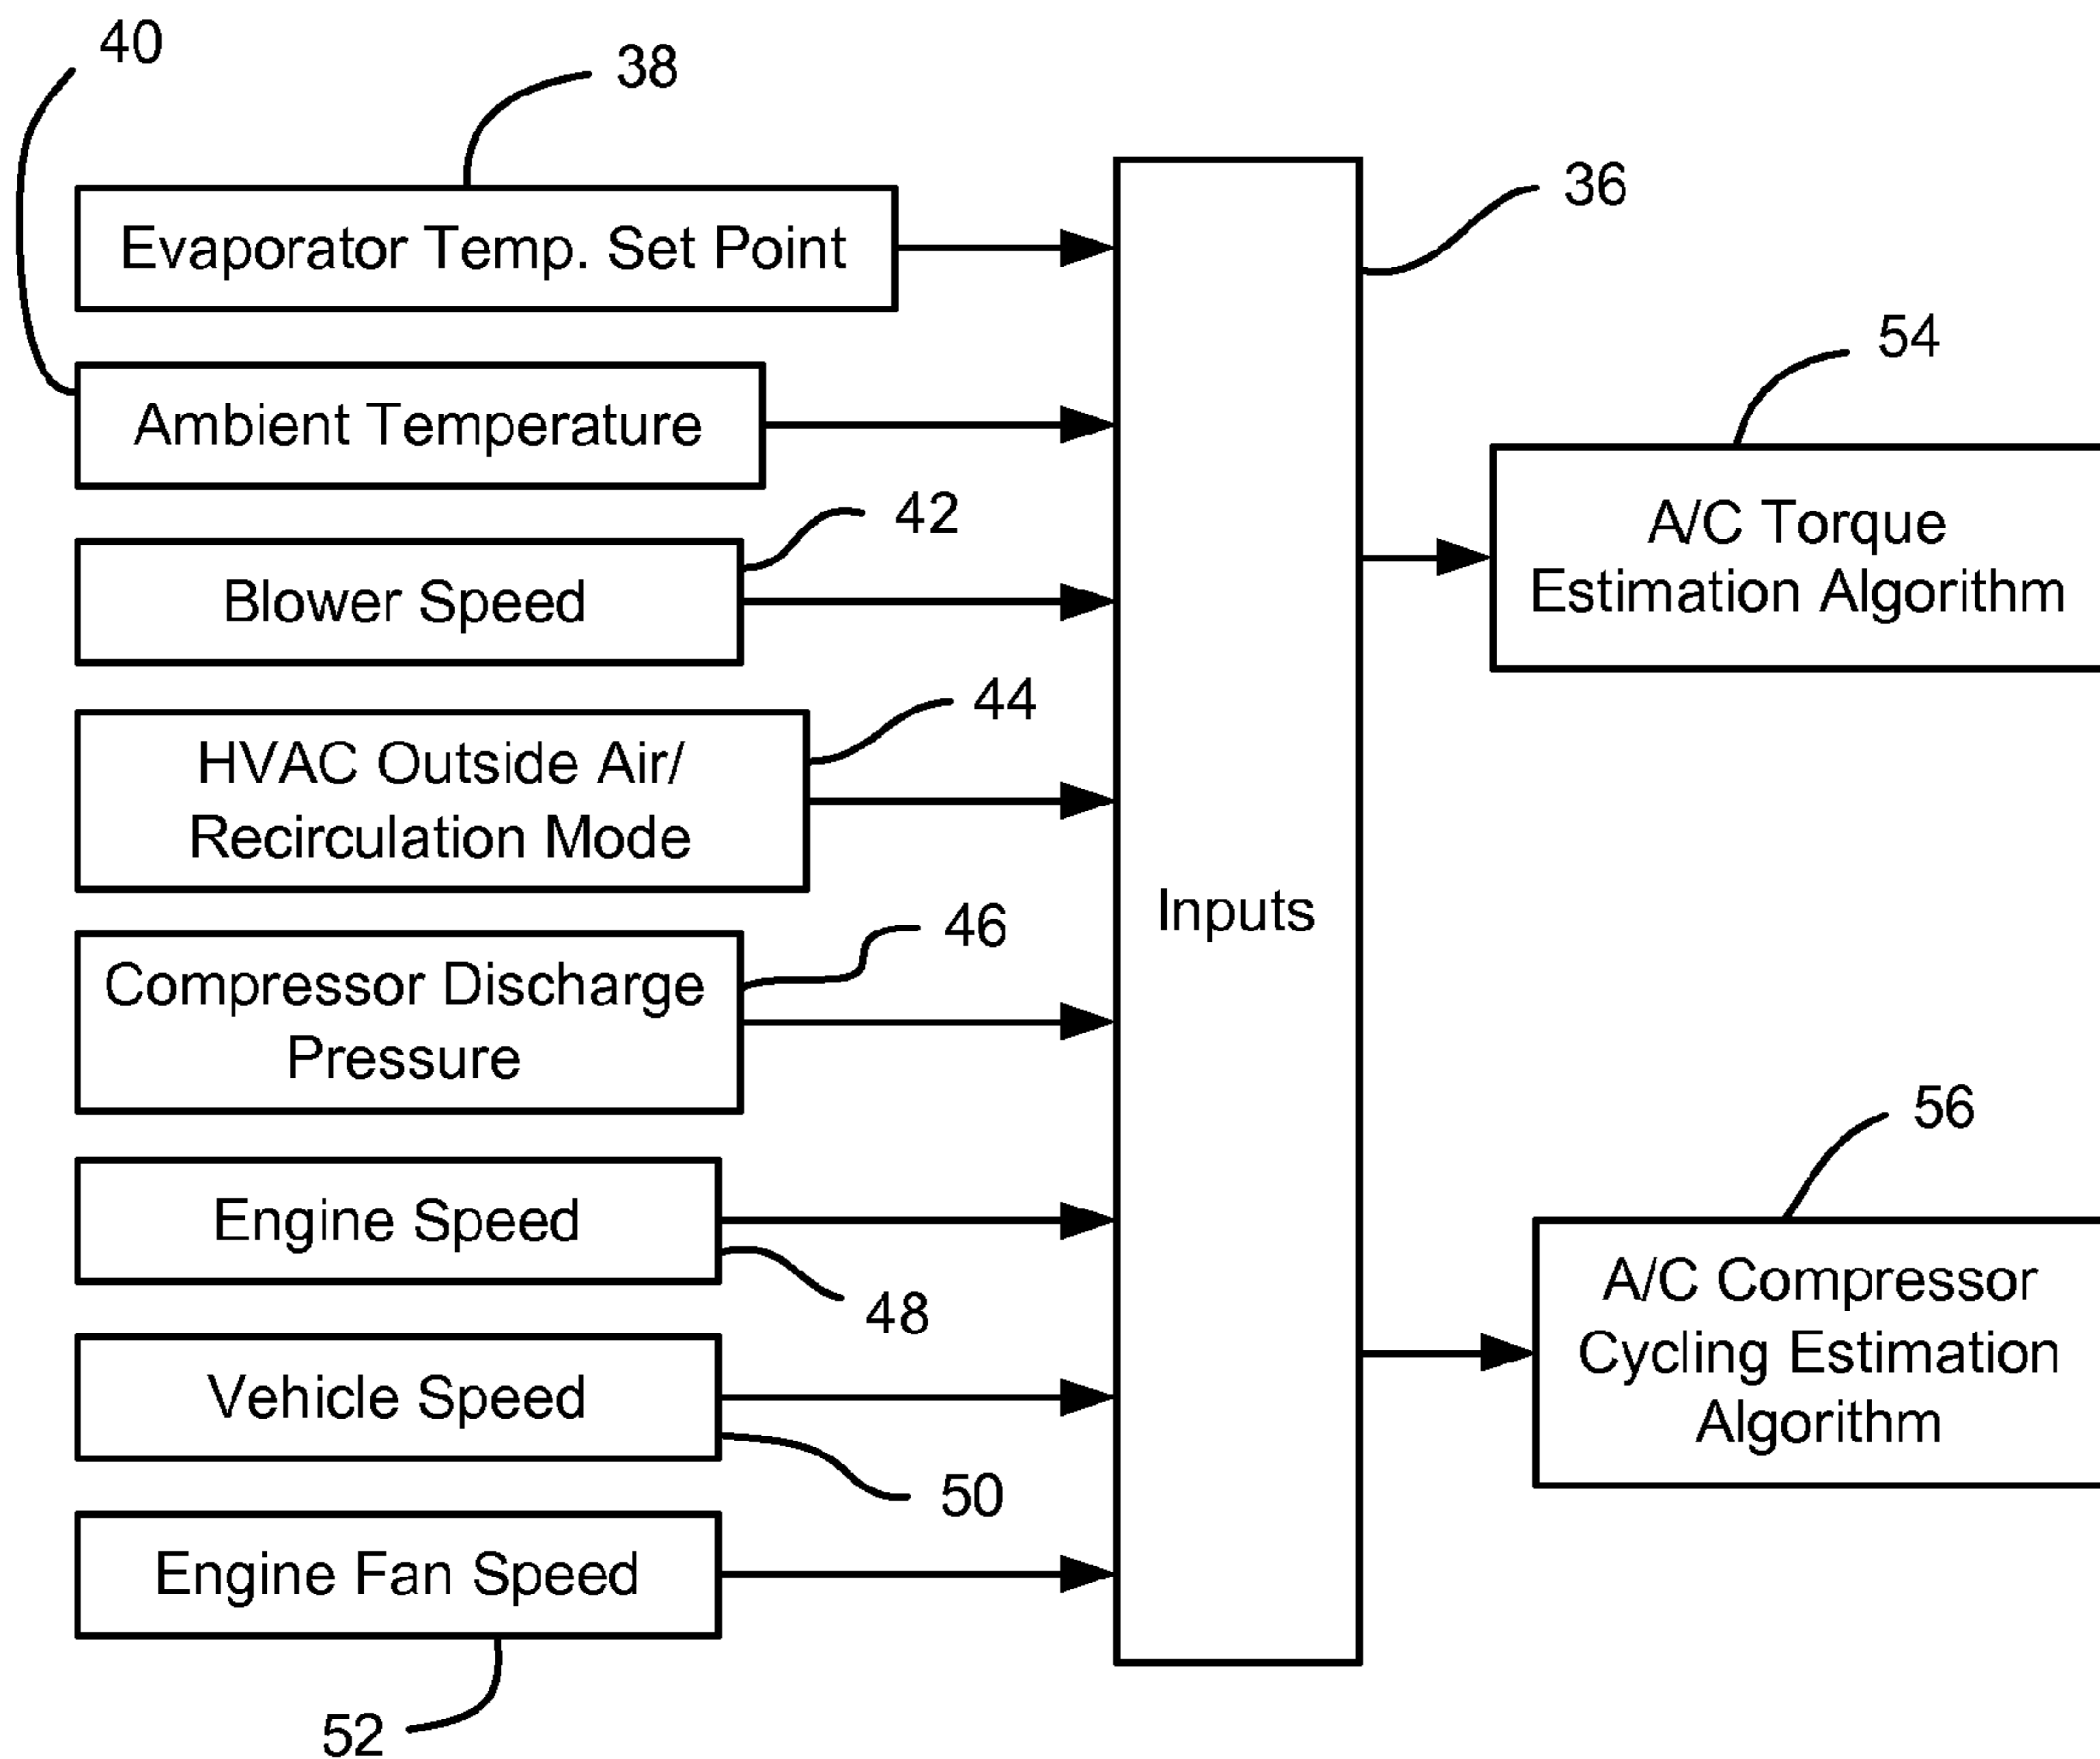 40
38
36
Evaporator Temp. Set Point
54
Ambient Temperature
42
A/C Torque
Estimation Algorithm
Blower Speed
44
HVAC Outside Air/
Recirculation Mode
Inputs
46
Compressor Discharge
Pressure
56
Engine Speed
48
A/C Compressor
Cycling Estimation
Algorithm
Vehicle Speed
50
Engine Fan Speed
52